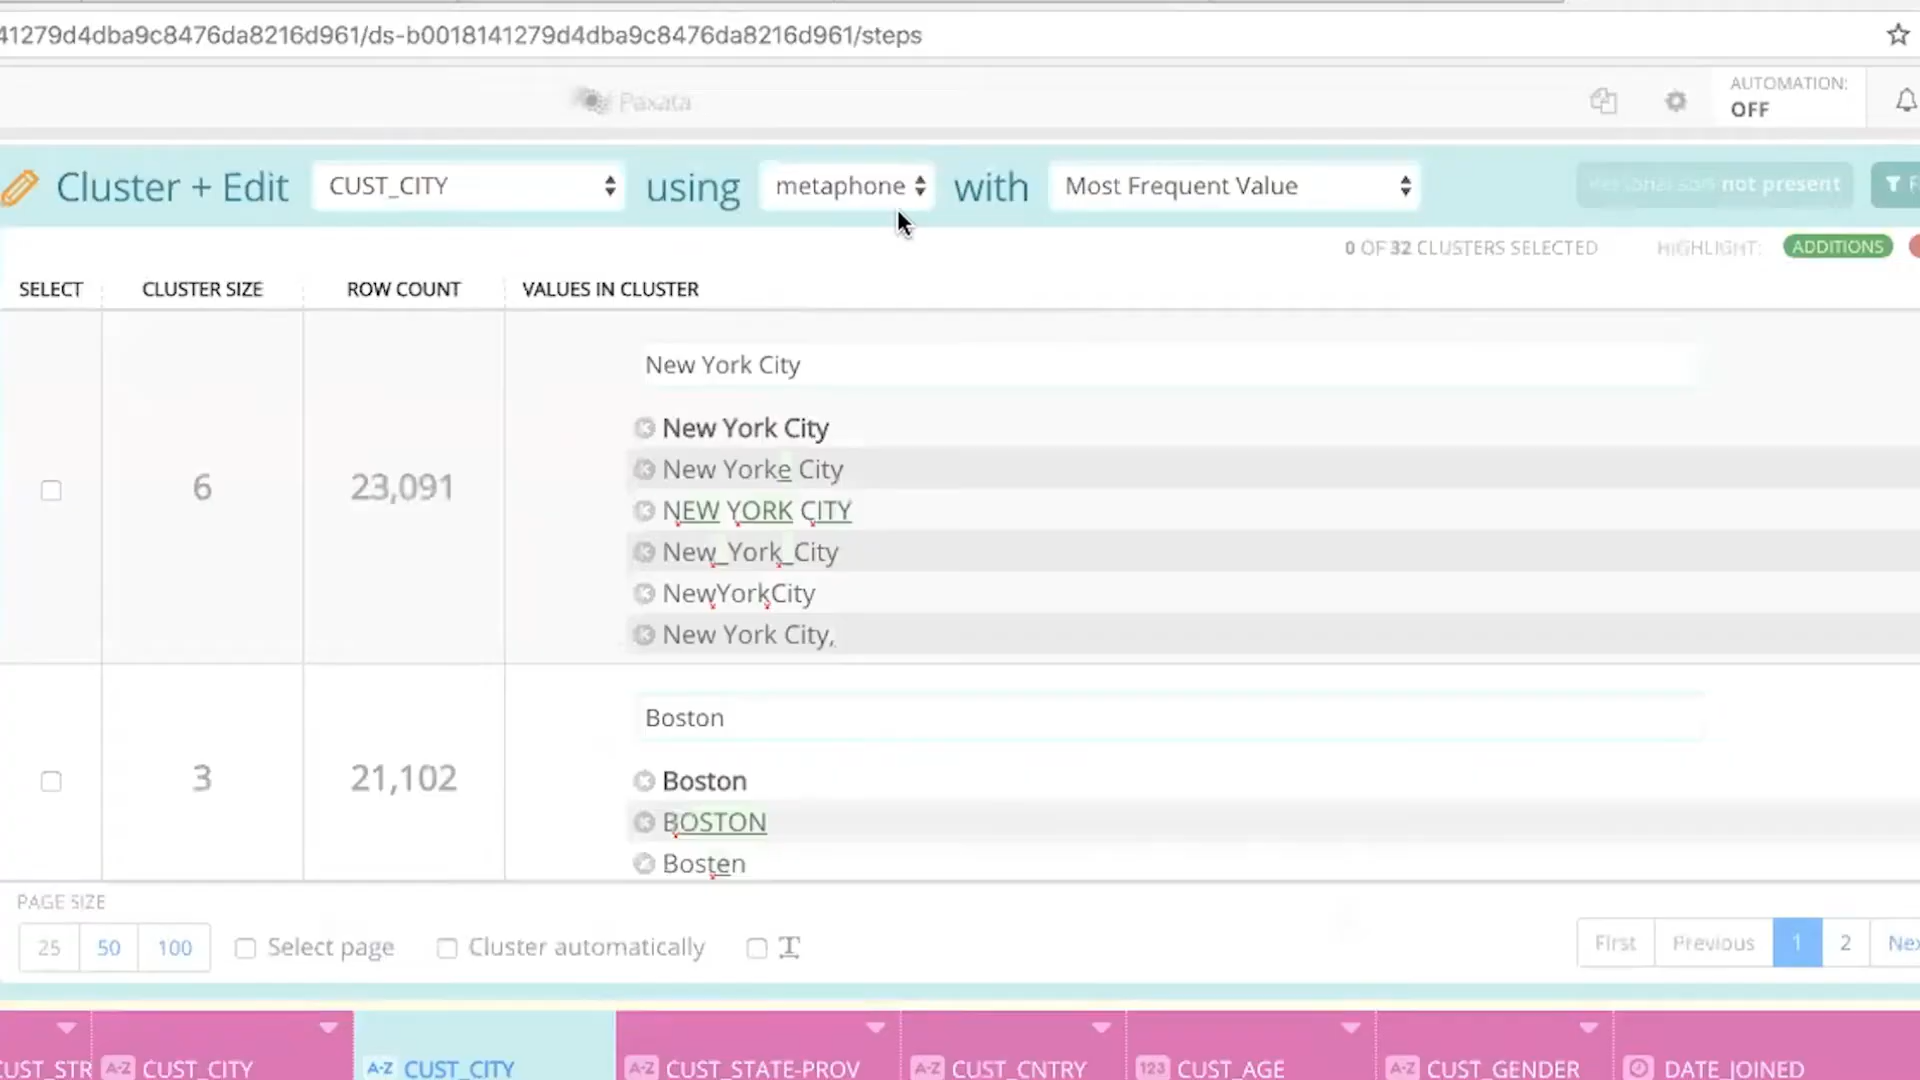 41279d4dba9c8476da8216d961/ds-b0018141279d4dba9c8476da8216d961/steps
Paxata
AUTOMATION:
OFF
Cluster + Edit CUST_CITY using metaphone with Most Frequent Value
not present
0 OF 32 CLUSTERS SELECTED HIGHLIGHT: ADDITIONS
SELECT CLUSTER SIZE ROW COUNT VALUES IN CLUSTER
New York City
New York City
New Yorke City
6 23,091
NEW YORK CITY
New_York_City
NewYorkCity
New York City,
Boston
3 21,102
Boston
BOSTON
Bosten
PAGE SIZE
25 50 100 Select page Cluster automatically T First Previous 1 2
CUST_STR A-Z CUST_CITY A-Z CUST_CITY A-Z CUST_STATE-PROV A-Z CUST_CNTRY 123 CUST_AGE A-Z CUST_GENDER DATE_JOINED